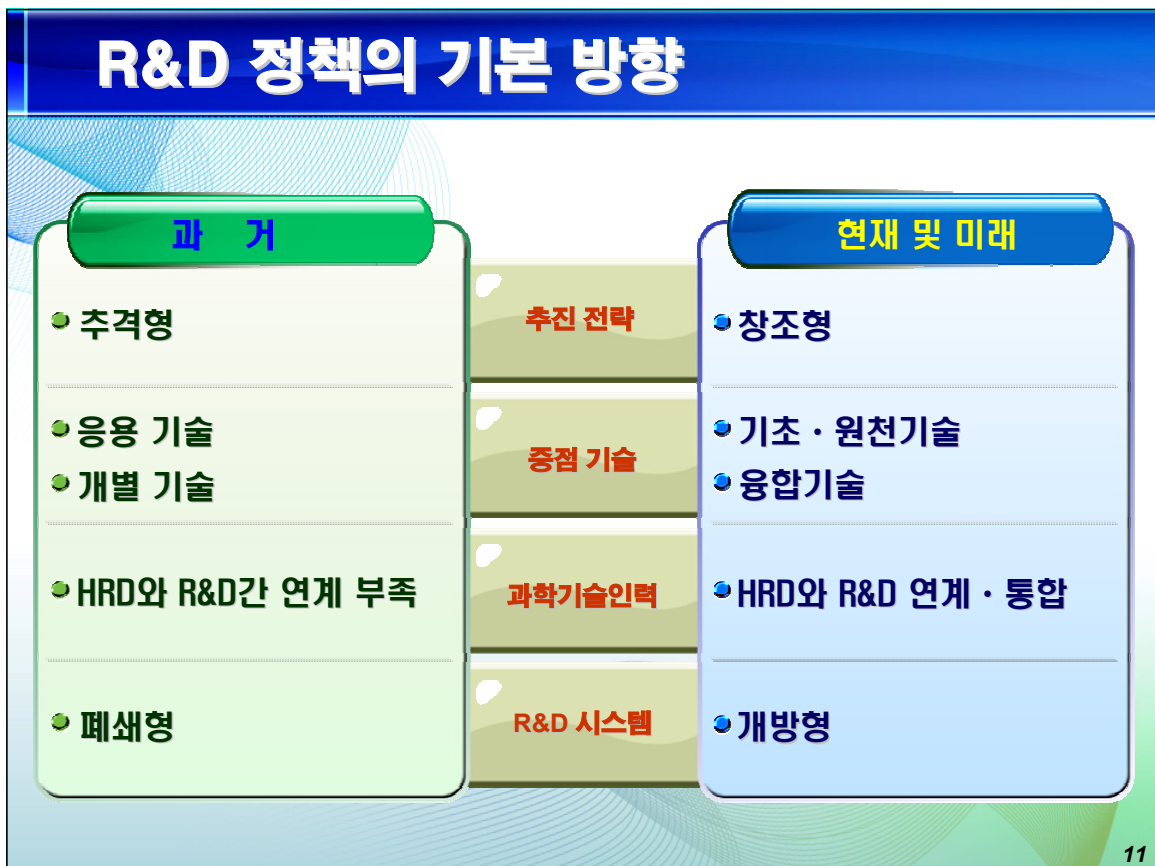 R&D 정책의 기본 방향
과 거
현재 및 미래
추격형
추진 전략
창조형
응용 기술
개별 기술
중점 기술
기초 · 원천기술
융합기술
HRD와 R&D간 연계 부족
과학기술인력
HRD와 R&D 연계 · 통합
폐쇄형
R&D 시스템
개방형
11